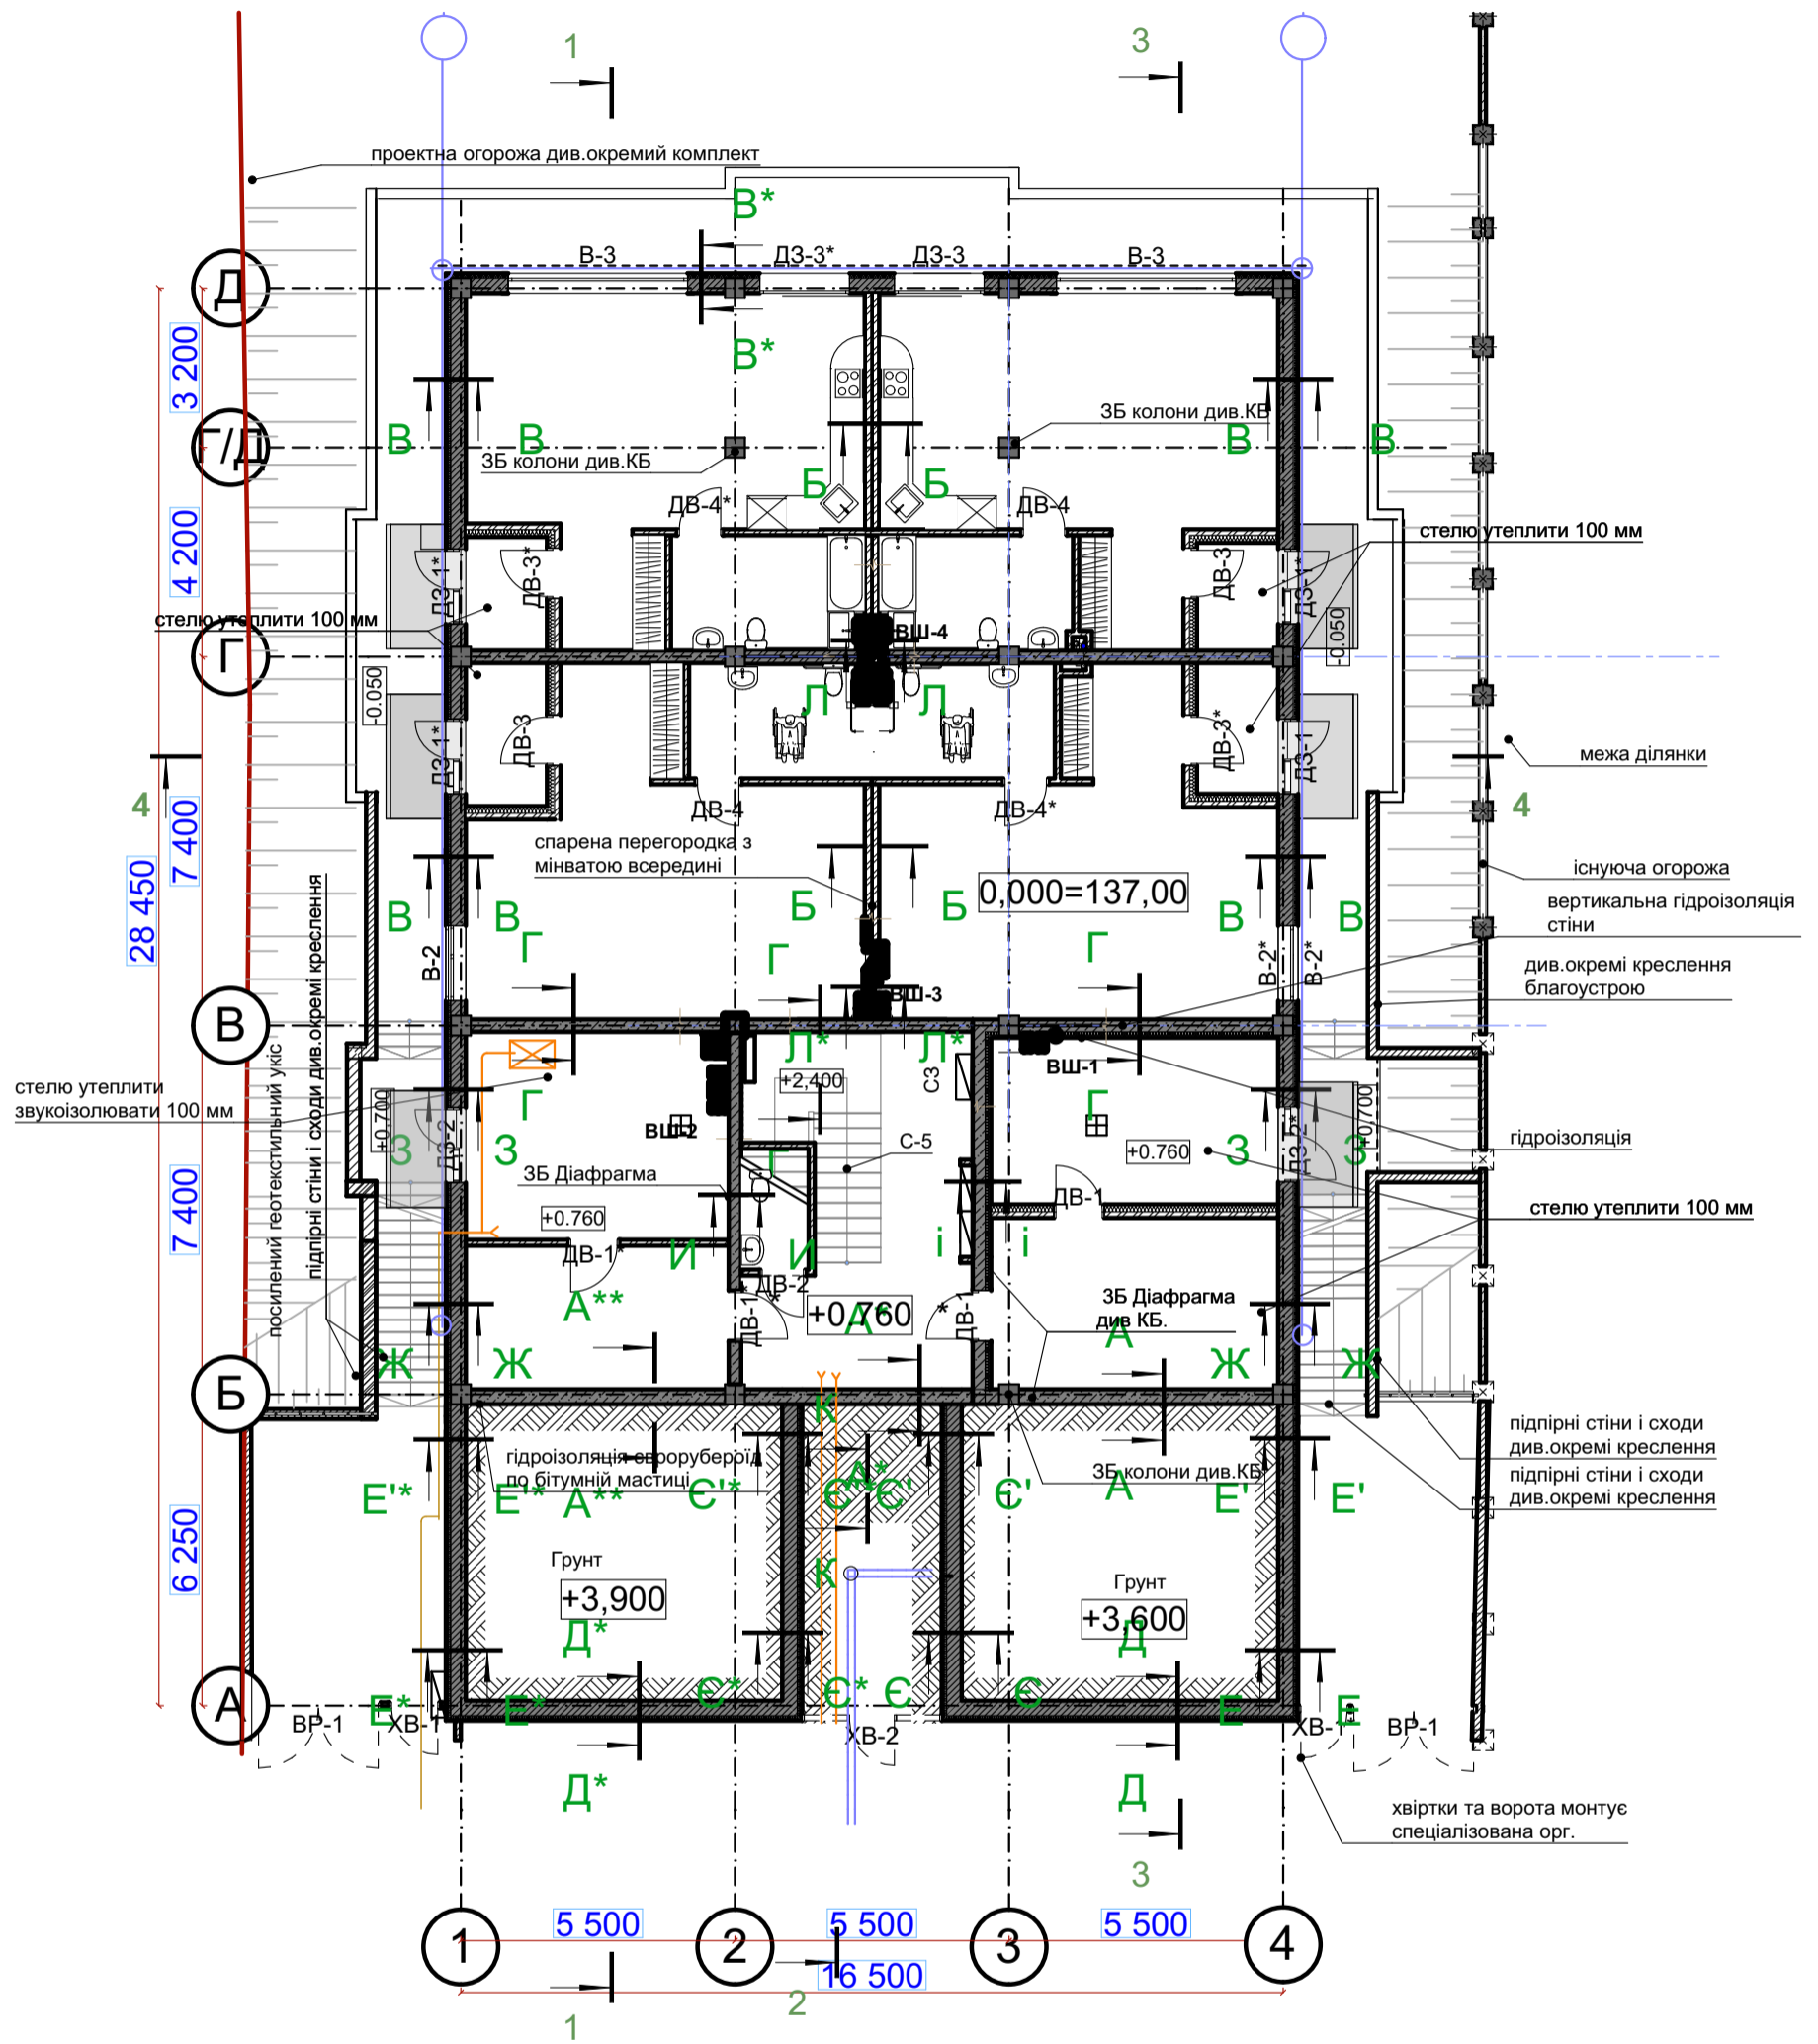 1
3
проектна огорожа див.окремий комплект
В*
В-3
ДЗ-3*
ДЗ-3
В-3
Д
В*
3 200
ЗБ колони див.КБ
В
В
В
В
Г/Д
ЗБ колони див.КБ
Б
Б
ДВ-4*
ДВ-4
4 200
стелю утеплити 100 мм
ДЗ-1*
ДВ-3*
ДВ-3
ДЗ-1*
стелю утеплити 100 мм
ВШ-4
-0.050
Г
-0.050
Л
Л
ДЗ-1*
ДВ-3
ДВ-3*
ДЗ-1
межа ділянки
4
4
ДВ-4
ДВ-4*
7 400
спарена перегородка з
мінватою всередині
існуюча огорожа
0,000=137,00
28 450
вертикальна гідроізоляція
стіни
В
В
Б
Б
В
В
Г
Г
Г
В-2
В-2*
В-2*
див.окремі креслення
благоустрою
ВШ-3
В
підпірні стіни і сходи див.окремі креслення
посилений геотекстильний укіс
Л*
Л*
ВШ-1
стелю утеплити
звукоізолювати 100 мм
+2,400
С3
Г
Г
+0.700
+0,700
ВШ-2
С-5
гідроізоляція
З
З
ДЗ-2
Г
+0.760
З
ДЗ-2*
З
ЗБ Діафрагма
7 400
ДВ-1
стелю утеплити 100 мм
+0.760
ДВ-1*
И
И
і
і
ДВ-2
А**
ДВ-1*
+0.760
А*
*
ДВ-1
ЗБ Діафрагма
див КБ.
А
Ж
Ж
Ж
Ж
Б
К
підпірні стіни і сходи
див.окремі креслення
гідроізоляція єврорубероїд
по бітумній мастиці
А*
ЗБ колони див.КБ
підпірні стіни і сходи
див.окремі креслення
Е'*
Е'*
А**
Є'*
Є'*
Є'
Є'
А
Е'
Е'
6 250
Грунт
К
Грунт
+3,900
+3,600
Д*
Д
А
Е*
Е*
Є*
Є*
Є
Є
Е
Е
ВР-1
ХВ-1
ХВ-2
ХВ-1
ВР-1
Д*
Д
хвіртки та ворота монтує
спеціалізована орг.
3
5 500
5 500
5 500
1
2
3
4
16 500
2
1